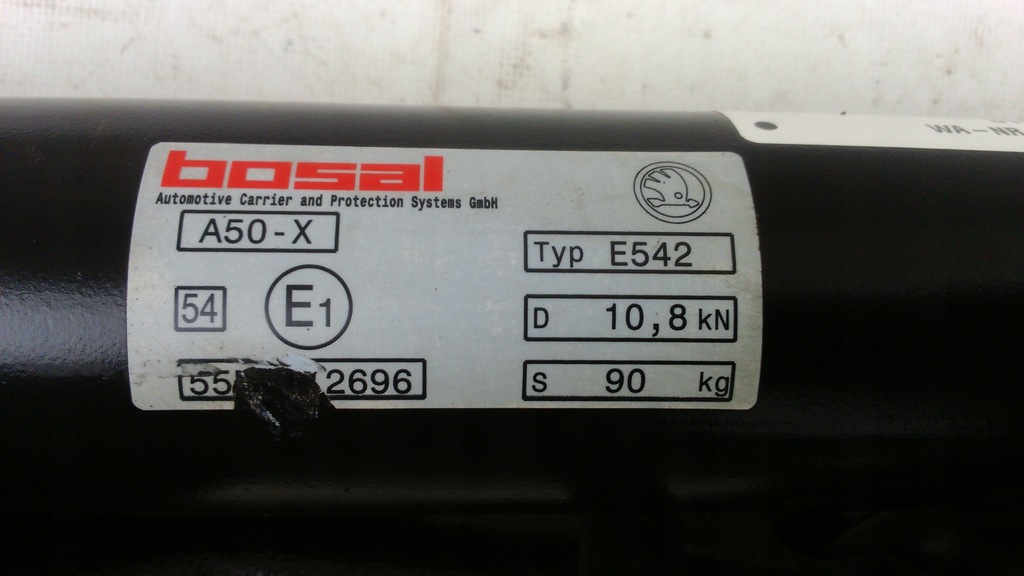 bosal
Automotive Carrier and Protection Systems GmbH
A50-X
Typ E542
54
E1
D 10,8 kN
55 2696
S 90 kg
WA-NR